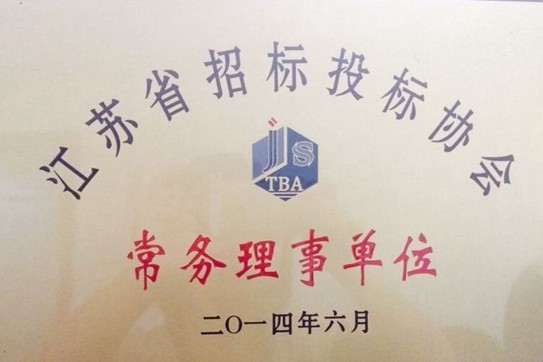 江苏省招标投标协会
JS
TBA
常务理事单位
二〇一四年六月